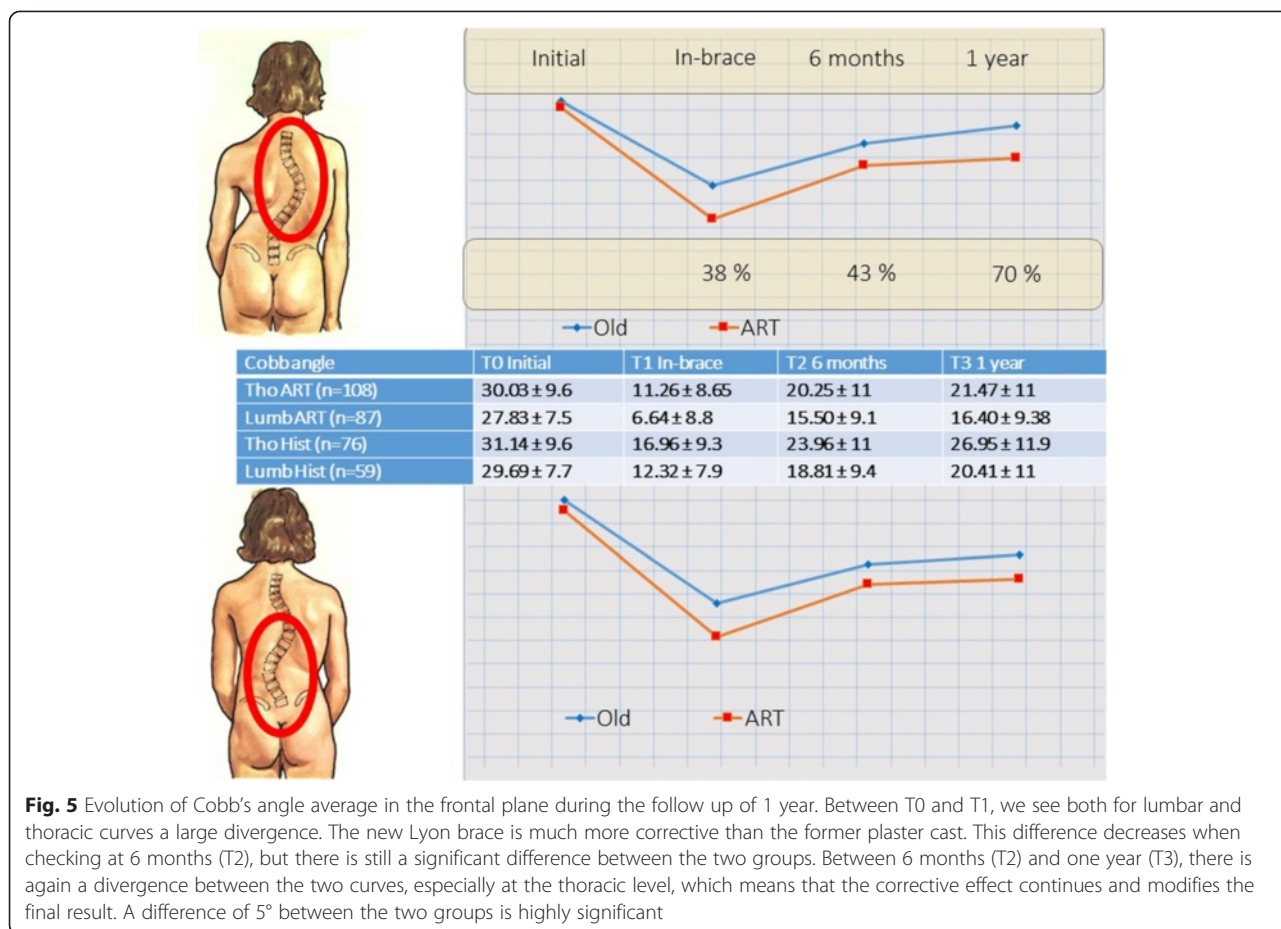 Initial In-brace 6 months 1 year
38 % 43 % 70 %
Old ART
Cobb angle T0 Initial T1 In-brace T2 6 months T3 1 year
Tho ART (n=108) 30.03±9.6 11.26±8.65 20.25±11 21.47±11
Lumb ART (n=87) 27.83±7.5 6.64±8.8 15.50±9.1 16.40±9.38
Tho Hist (n=76) 31.14±9.6 16.96±9.3 23.96±11 26.95±11.9
Lumb Hist (n=59) 29.69±7.7 12.32±7.9 18.81±9.4 20.41±11
Old ART
Fig. 5 Evolution of Cobb's angle average in the frontal plane during the follow up of 1 year. Between T0 and T1, we see both for lumbar and
thoracic curves a large divergence. The new Lyon brace is much more corrective than the former plaster cast. This difference decreases when
checking at 6 months (T2), but there is still a significant difference between the two groups. Between 6 months (T2) and one year (T3), there is
again a divergence between the two curves, especially at the thoracic level, which means that the corrective effect continues and modifies the
final result. A difference of 5° between the two groups is highly significant